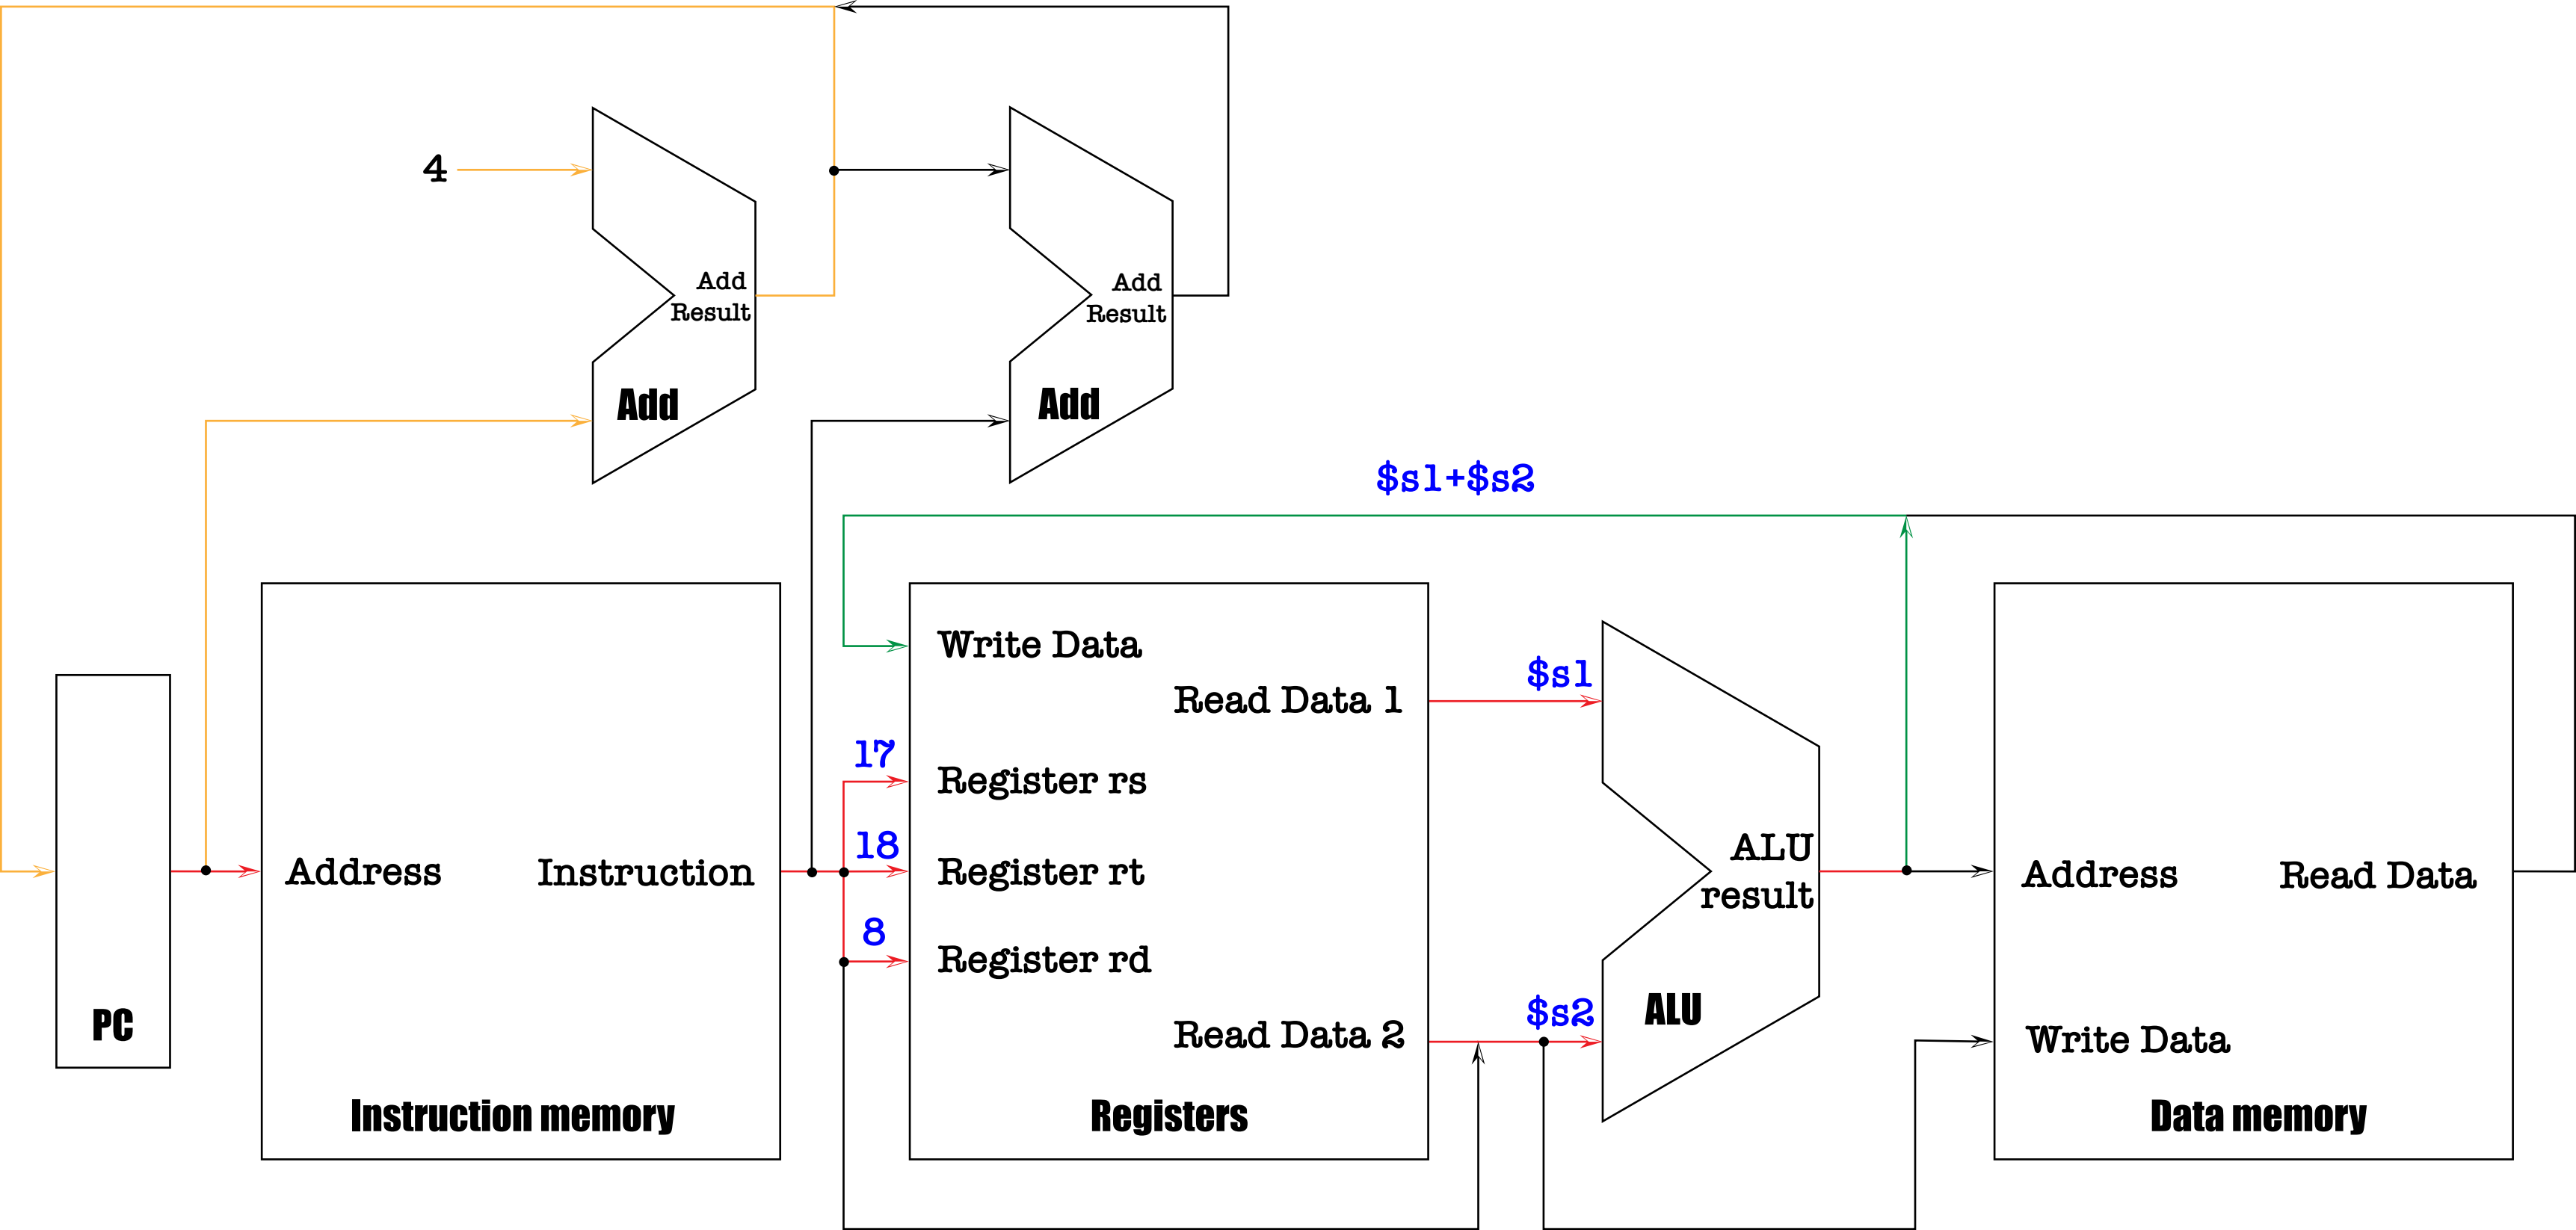 4
Add
Result
Add
Add
Result
Add
$s1+$s2
Write Data
Read Data 1
$s1
17
Register rs
18
Register rt
8
Register rd
Read Data 2
$s2
Registers
PC
Address
Instruction
Instruction memory
ALU
result
ALU
Address
Read Data
Write Data
Data memory